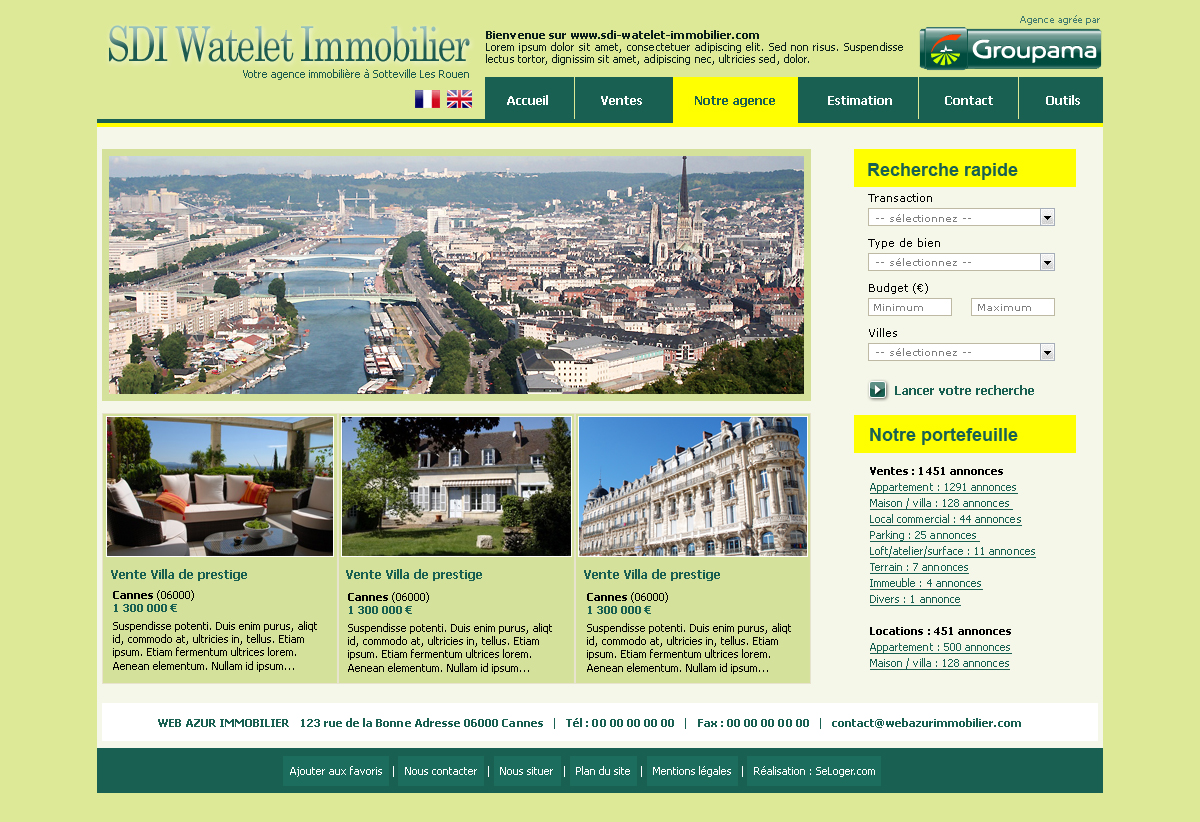 Agence agrée par
SDI Watelet Immobilier
Votre agence immobilière à Sotteville Les Rouen
Bienvenue sur www.sdi-watelet-immobilier.com
Lorem ipsum dolor sit amet, consectetuer adipiscing elit. Sed non risus. Suspendisse
lectus tortor, dignissim sit amet, adipiscing nec, ultricies sed, dolor.
Groupama
Accueil
Ventes
Notre agence
Estimation
Contact
Outils
Recherche rapide
Transaction
-- sélectionnez --
Type de bien
-- sélectionnez --
Budget (€)
Minimum
Maximum
Villes
-- sélectionnez --
Lancer votre recherche
Notre portefeuille
Ventes : 1451 annonces
Appartement : 1291 annonces
Maison / villa : 128 annonces
Local commercial : 44 annonces
Parking : 25 annonces
Loft/atelier/surface : 11 annonces
Terrain : 7 annonces
Immeuble : 4 annonces
Divers : 1 annonce
Locations : 451 annonces
Appartement : 500 annonces
Maison / villa : 128 annonces
Vente Villa de prestige
Cannes (06000)
1 300 000 €
Suspendisse potenti. Duis enim purus, aliqt
id, commodo at, ultricies in, tellus. Etiam
ipsum. Etiam fermentum ultrices lorem.
Aenean elementum. Nullam id ipsum...
Vente Villa de prestige
Cannes (06000)
1 300 000 €
Suspendisse potenti. Duis enim purus, aliqt
id, commodo at, ultricies in, tellus. Etiam
ipsum. Etiam fermentum ultrices lorem.
Aenean elementum. Nullam id ipsum...
Vente Villa de prestige
Cannes (06000)
1 300 000 €
Suspendisse potenti. Duis enim purus, aliqt
id, commodo at, ultricies in, tellus. Etiam
ipsum. Etiam fermentum ultrices lorem.
Aenean elementum. Nullam id ipsum...
WEB AZUR IMMOBILIER 123 rue de la Bonne Adresse 06000 Cannes | Tél : 00 00 00 00 00 | Fax : 00 00 00 00 00 | contact@webazurimmobilier.com
Ajouter aux favoris | Nous contacter | Nous situer | Plan du site | Mentions légales | Réalisation : SeLoger.com